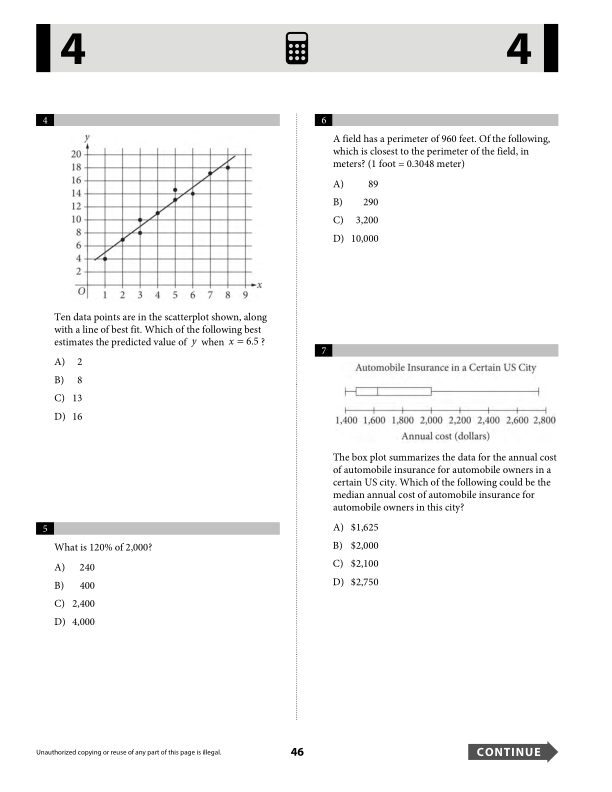 4
4
4
y
20
18
16
14
12
10
8
6
4
2
O
1 2 3 4 5 6 7 8 9
x
Ten data points are in the scatterplot shown, along
with a line of best fit. Which of the following best
estimates the predicted value of y when x = 6.5 ?
A) 2
B) 8
C) 13
D) 16
5
What is 120% of 2,000?
A) 240
B) 400
C) 2,400
D) 4,000
6
A field has a perimeter of 960 feet. Of the following,
which is closest to the perimeter of the field, in
meters? (1 foot = 0.3048 meter)
A) 89
B) 290
C) 3,200
D) 10,000
7
Automobile Insurance in a Certain US City
1,400 1,600 1,800 2,000 2,200 2,400 2,600 2,800
Annual cost (dollars)
The box plot summarizes the data for the annual cost
of automobile insurance for automobile owners in a
certain US city. Which of the following could be the
median annual cost of automobile insurance for
automobile owners in this city?
A) $1,625
B) $2,000
C) $2,100
D) $2,750
Unauthorized copying or reuse of any part of this page is illegal.
46
CONTINUE